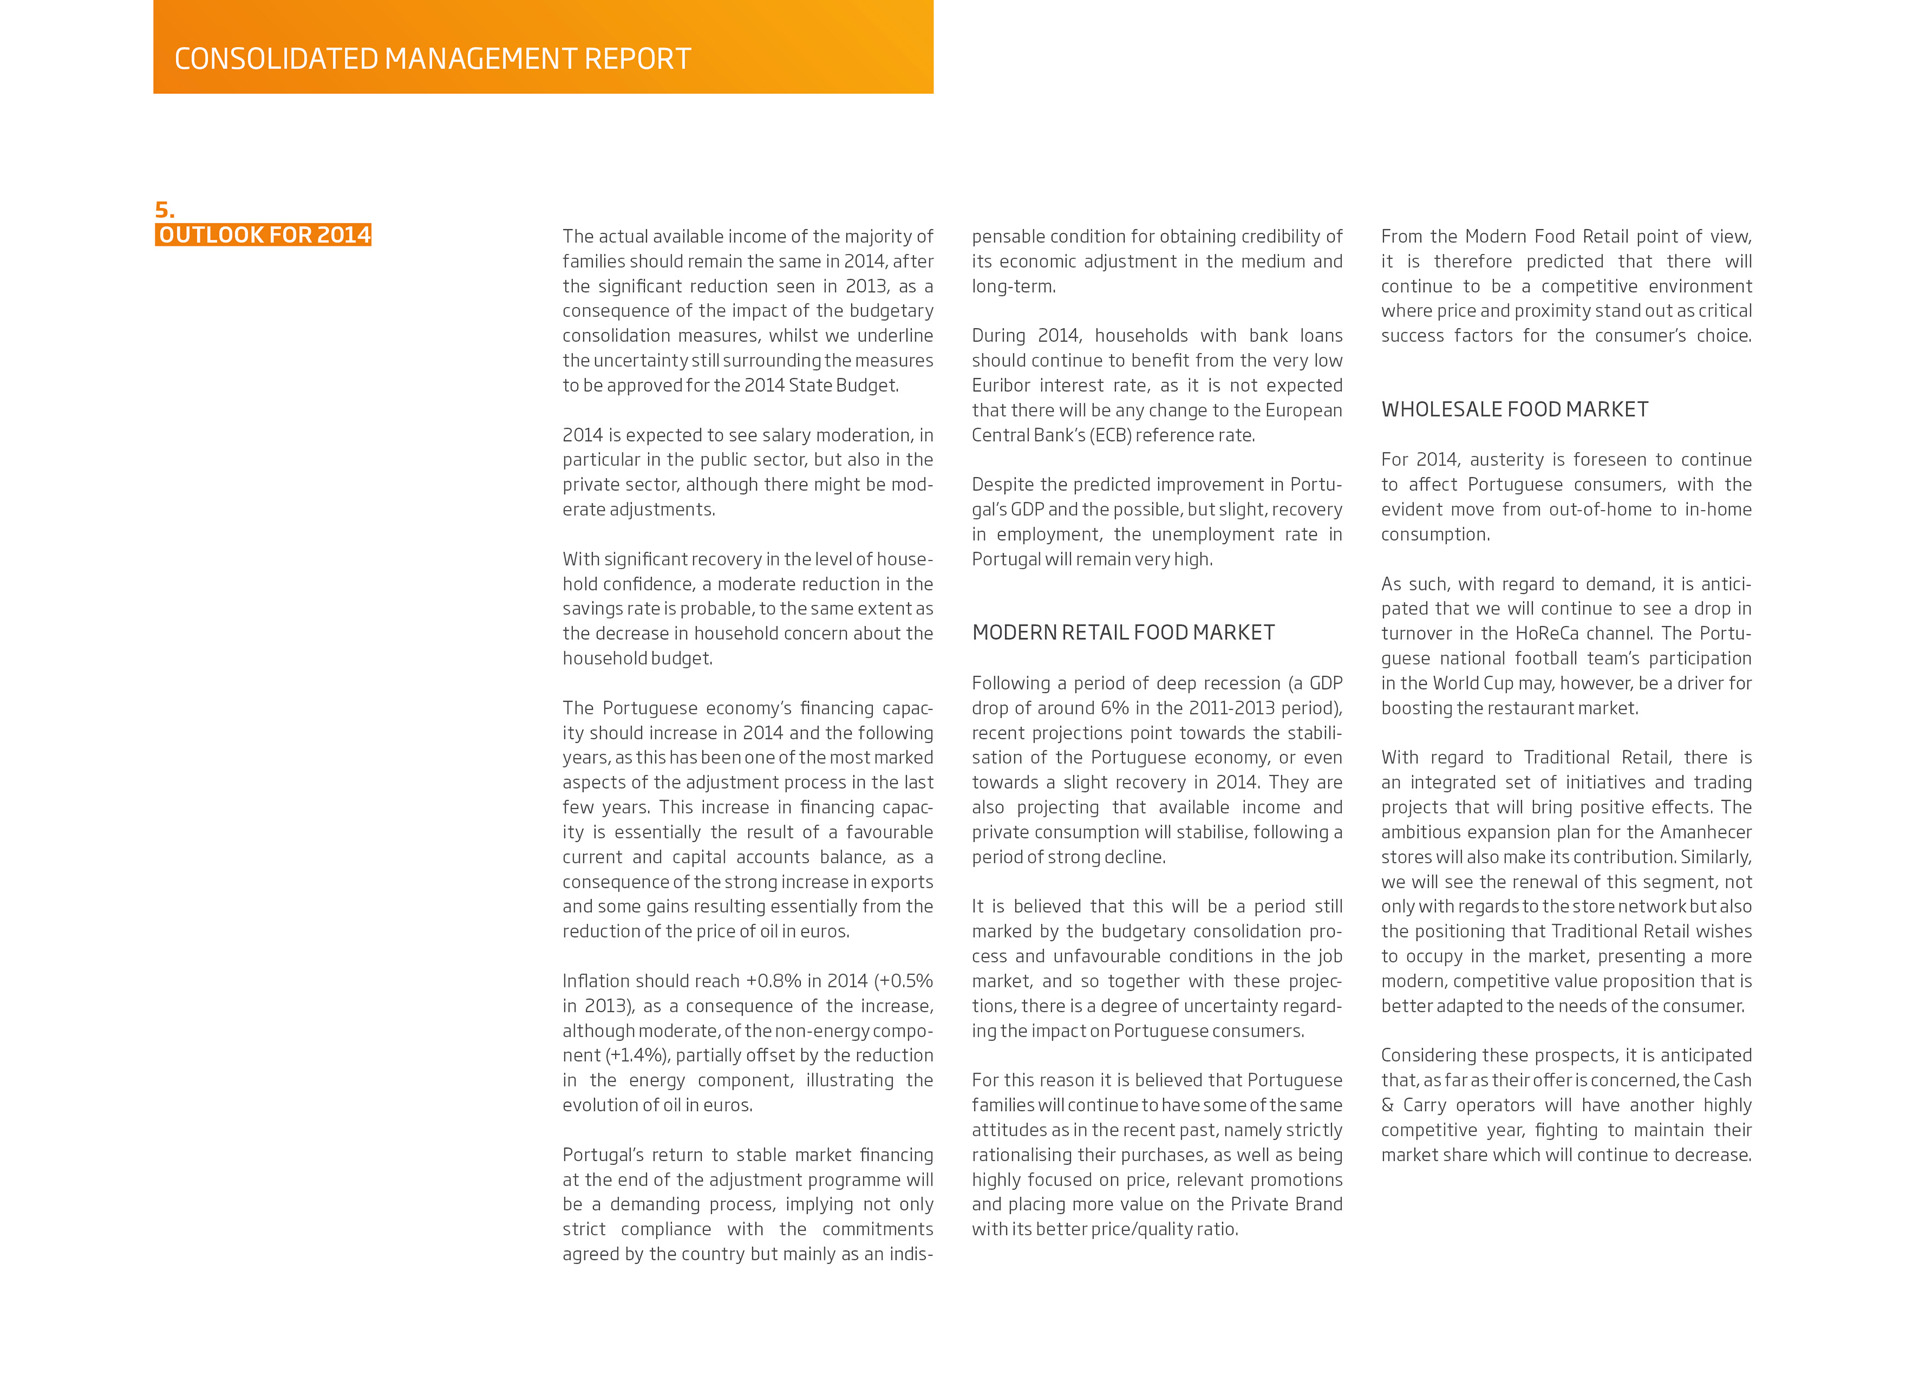 CONSOLIDATED MANAGEMENT REPORT
5.
OUTLOOK FOR 2014
The actual available income of the majority of
families should remain the same in 2014, after
the significant reduction seen in 2013, as a
consequence of the impact of the budgetary
consolidation measures, whilst we underline
the uncertainty still surrounding the measures
to be approved for the 2014 State Budget.
2014 is expected to see salary moderation, in
particular in the public sector, but also in the
private sector, although there might be mod-
erate adjustments.
With significant recovery in the level of house-
hold confidence, a moderate reduction in the
savings rate is probable, to the same extent as
the decrease in household concern about the
household budget.
The Portuguese economy's financing capac-
ity should increase in 2014 and the following
years, as this has been one of the most marked
aspects of the adjustment process in the last
few years. This increase in financing capac-
ity is essentially the result of a favourable
current and capital accounts balance, as a
consequence of the strong increase in exports
and some gains resulting essentially from the
reduction of the price of oil in euros.
Inflation should reach +0.8% in 2014 (+0.5%
in 2013), as a consequence of the increase,
although moderate, of the non-energy compo-
nent (+1.4%), partially offset by the reduction
in the energy component, illustrating the
evolution of oil in euros.
Portugal's return to stable market financing
at the end of the adjustment programme will
be a demanding process, implying not only
strict compliance with the commitments
agreed by the country but mainly as an indis-
pensable condition for obtaining credibility of
its economic adjustment in the medium and
long-term.
During 2014, households with bank loans
should continue to benefit from the very low
Euribor interest rate, as it is not expected
that there will be any change to the European
Central Bank's (ECB) reference rate.
Despite the predicted improvement in Portu-
gal's GDP and the possible, but slight, recovery
in employment, the unemployment rate in
Portugal will remain very high.
MODERN RETAIL FOOD MARKET
Following a period of deep recession (a GDP
drop of around 6% in the 2011-2013 period),
recent projections point towards the stabili-
sation of the Portuguese economy, or even
towards a slight recovery in 2014. They are
also projecting that available income and
private consumption will stabilise, following a
period of strong decline.
It is believed that this will be a period still
marked by the budgetary consolidation pro-
cess and unfavourable conditions in the job
market, and so together with these projec-
tions, there is a degree of uncertainty regard-
ing the impact on Portuguese consumers.
For this reason it is believed that Portuguese
families will continue to have some of the same
attitudes as in the recent past, namely strictly
rationalising their purchases, as well as being
highly focused on price, relevant promotions
and placing more value on the Private Brand
with its better price/quality ratio.
From the Modern Food Retail point of view,
it is therefore predicted that there will
continue to be a competitive environment
where price and proximity stand out as critical
success factors for the consumer's choice.
WHOLESALE FOOD MARKET
For 2014, austerity is foreseen to continue
to affect Portuguese consumers, with the
evident move from out-of-home to in-home
consumption.
As such, with regard to demand, it is antici-
pated that we will continue to see a drop in
turnover in the HoReCa channel. The Portu-
guese national football team's participation
in the World Cup may, however, be a driver for
boosting the restaurant market.
With regard to Traditional Retail, there is
an integrated set of initiatives and trading
projects that will bring positive effects. The
ambitious expansion plan for the Amanhecer
stores will also make its contribution. Similarly,
we will see the renewal of this segment, not
only with regards to the store network but also
the positioning that Traditional Retail wishes
to occupy in the market, presenting a more
modern, competitive value proposition that is
better adapted to the needs of the consumer.
Considering these prospects, it is anticipated
that, as far as their offer is concerned, the Cash
& Carry operators will have another highly
competitive year, fighting to maintain their
market share which will continue to decrease.